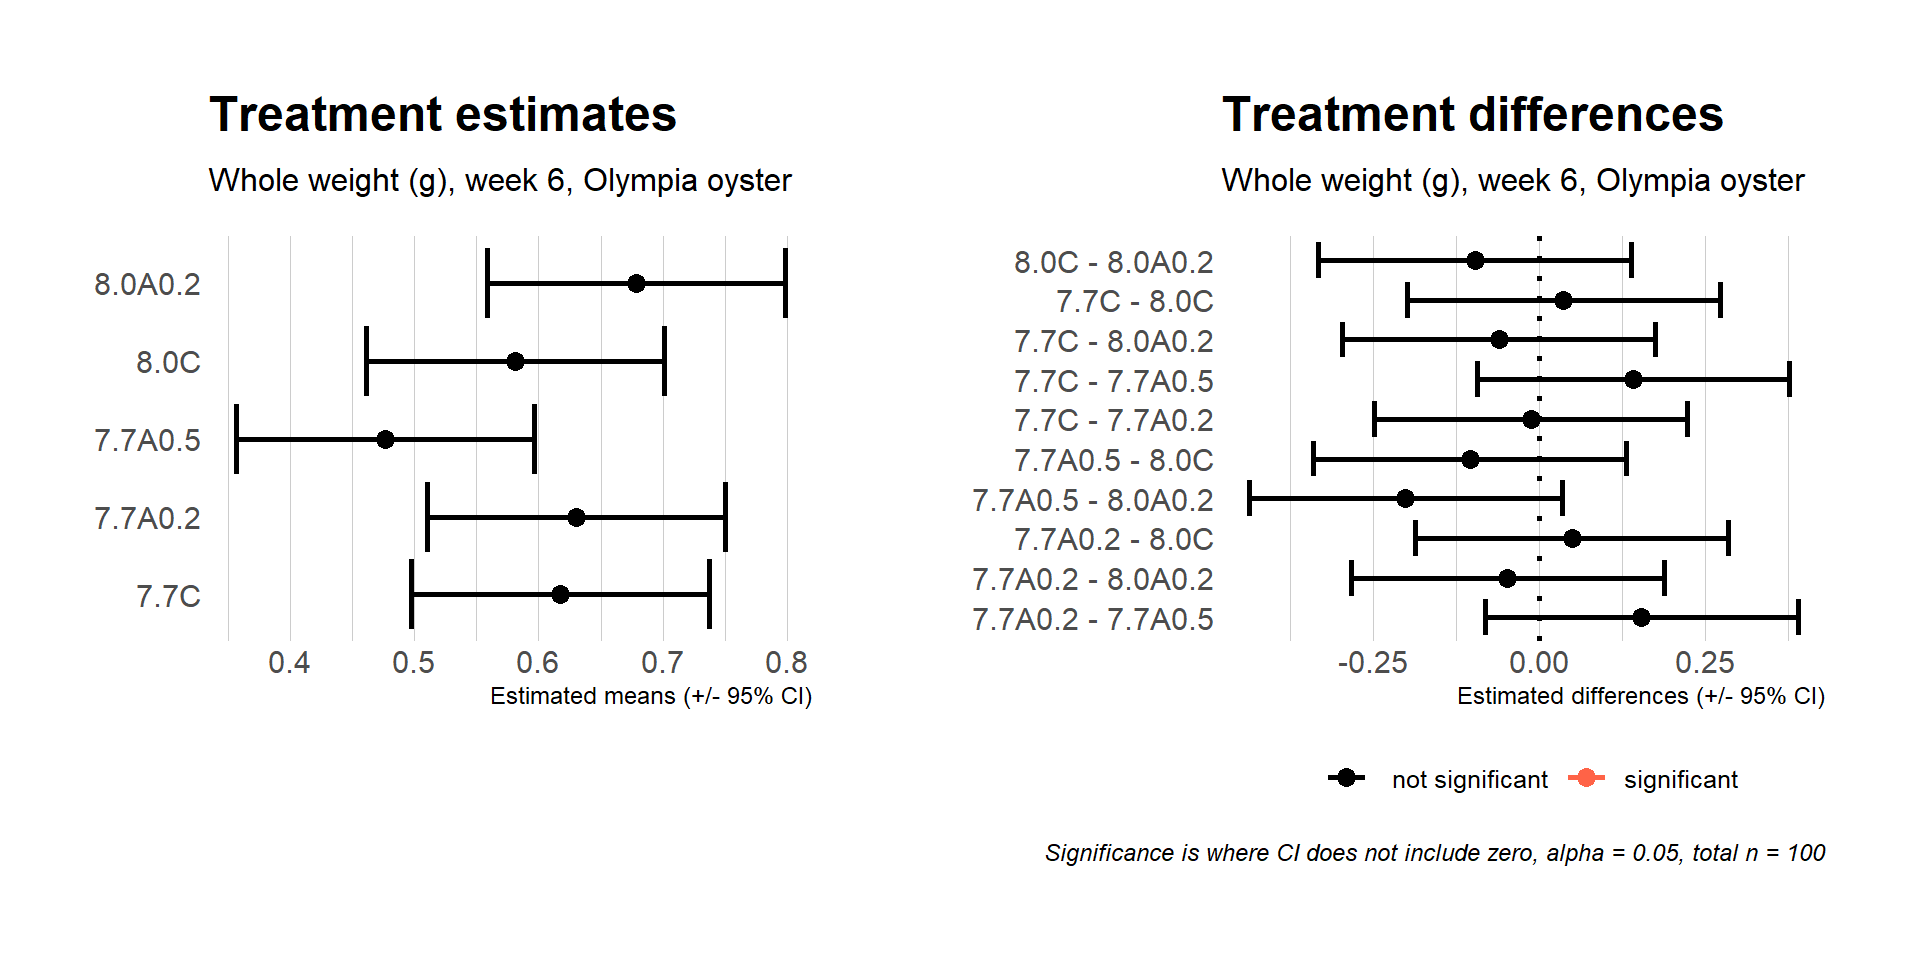 Treatment estimates
Whole weight (g), week 6, Olympia oyster
8.0A0.2
8.0C
7.7A0.5
7.7A0.2
7.7C
0.4 0.5 0.6 0.7 0.8
Estimated means (+/- 95% CI)
Treatment differences
Whole weight (g), week 6, Olympia oyster
8.0C - 8.0A0.2
7.7C - 8.0C
7.7C - 8.0A0.2
7.7C - 7.7A0.5
7.7C - 7.7A0.2
7.7A0.5 - 8.0C
7.7A0.5 - 8.0A0.2
7.7A0.2 - 8.0C
7.7A0.2 - 8.0A0.2
7.7A0.2 - 7.7A0.5
-0.25 0.00 0.25
Estimated differences (+/- 95% CI)
not significant significant
Significance is where CI does not include zero, alpha = 0.05, total n = 100